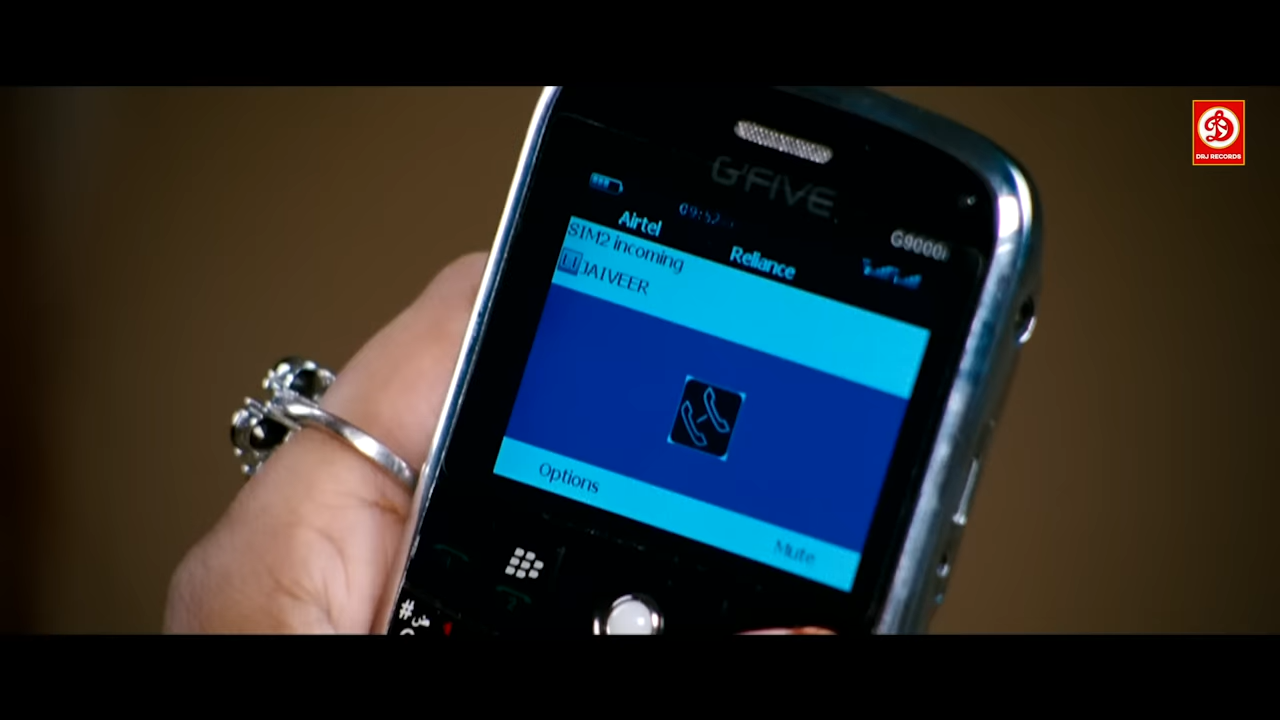 DRJ RECORDS
G'FIVE
G9000i
09:52
Airtel
Reliance
SIM2 incoming
JAIVEER
Options
Mute
#